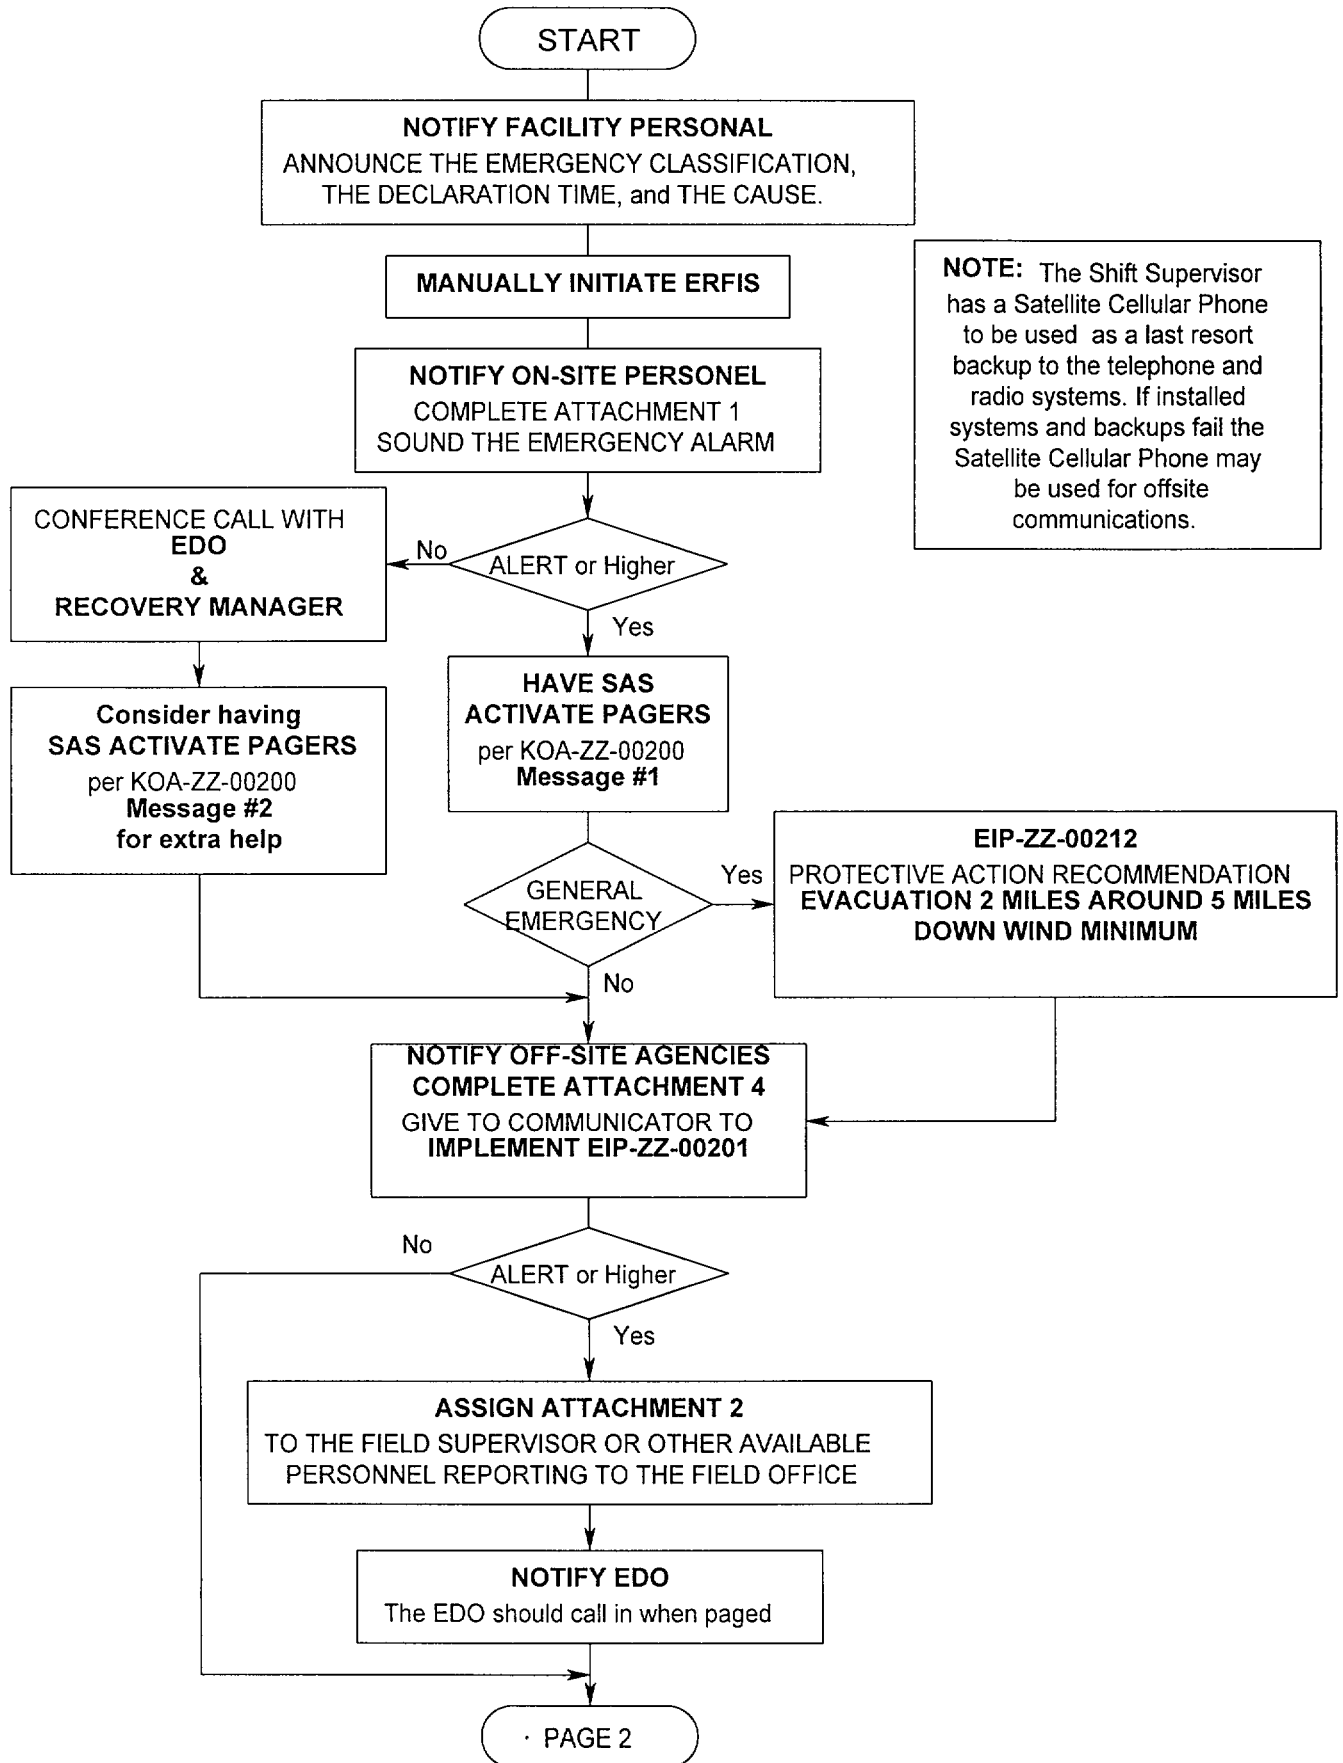 START
NOTIFY FACILITY PERSONAL
ANNOUNCE THE EMERGENCY CLASSIFICATION,
THE DECLARATION TIME, and THE CAUSE.
MANUALLY INITIATE ERFIS
NOTE: The Shift Supervisor
has a Satellite Cellular Phone
to be used as a last resort
backup to the telephone and
radio systems. If installed
systems and backups fail the
Satellite Cellular Phone may
be used for offsite
communications.
NOTIFY ON-SITE PERSONEL
COMPLETE ATTACHMENT 1
SOUND THE EMERGENCY ALARM
ALERT or Higher
No
CONFERENCE CALL WITH
EDO
&
RECOVERY MANAGER
Consider having
SAS ACTIVATE PAGERS
per KOA-ZZ-00200
Message #2
for extra help
Yes
HAVE SAS
ACTIVATE PAGERS
per KOA-ZZ-00200
Message #1
GENERAL
EMERGENCY
Yes
EIP-ZZ-00212
PROTECTIVE ACTION RECOMMENDATION
EVACUATION 2 MILES AROUND 5 MILES
DOWN WIND MINIMUM
No
NOTIFY OFF-SITE AGENCIES
COMPLETE ATTACHMENT 4
GIVE TO COMMUNICATOR TO
IMPLEMENT EIP-ZZ-00201
No
ALERT or Higher
Yes
ASSIGN ATTACHMENT 2
TO THE FIELD SUPERVISOR OR OTHER AVAILABLE
PERSONNEL REPORTING TO THE FIELD OFFICE
NOTIFY EDO
The EDO should call in when paged
PAGE 2